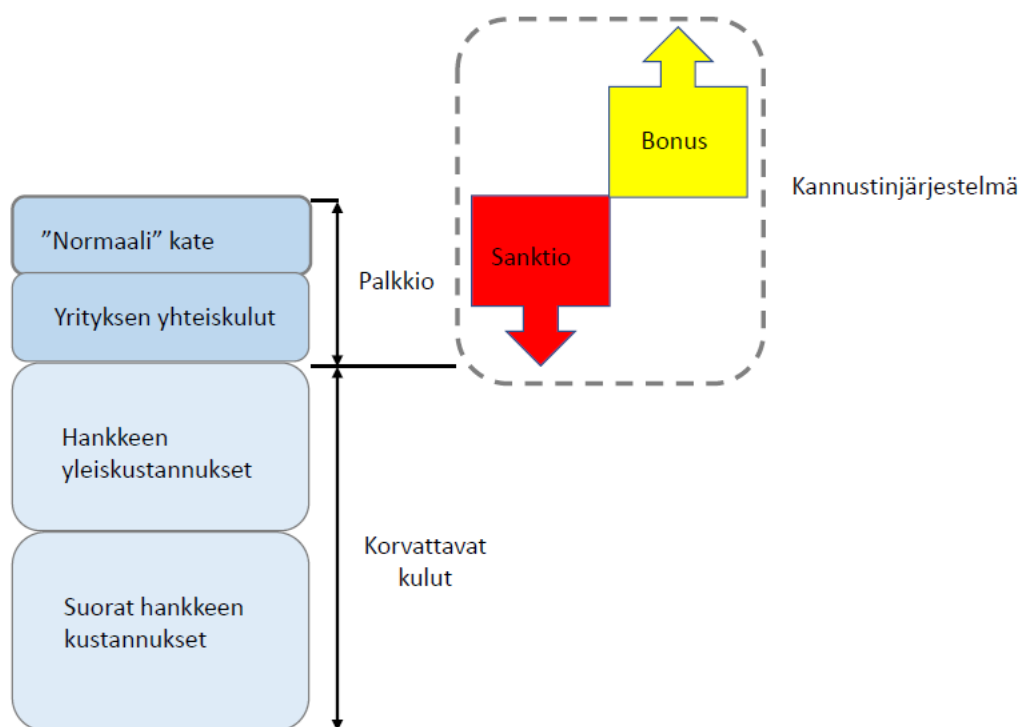 Bonus
Kannustinjärjestelmä
”Normaali” kate
Sanktio
Palkkio
Yrityksen yhteiskulut
Hankkeen
yleiskustannukset
Korvattavat
kulut
Suorat hankkeen
kustannukset